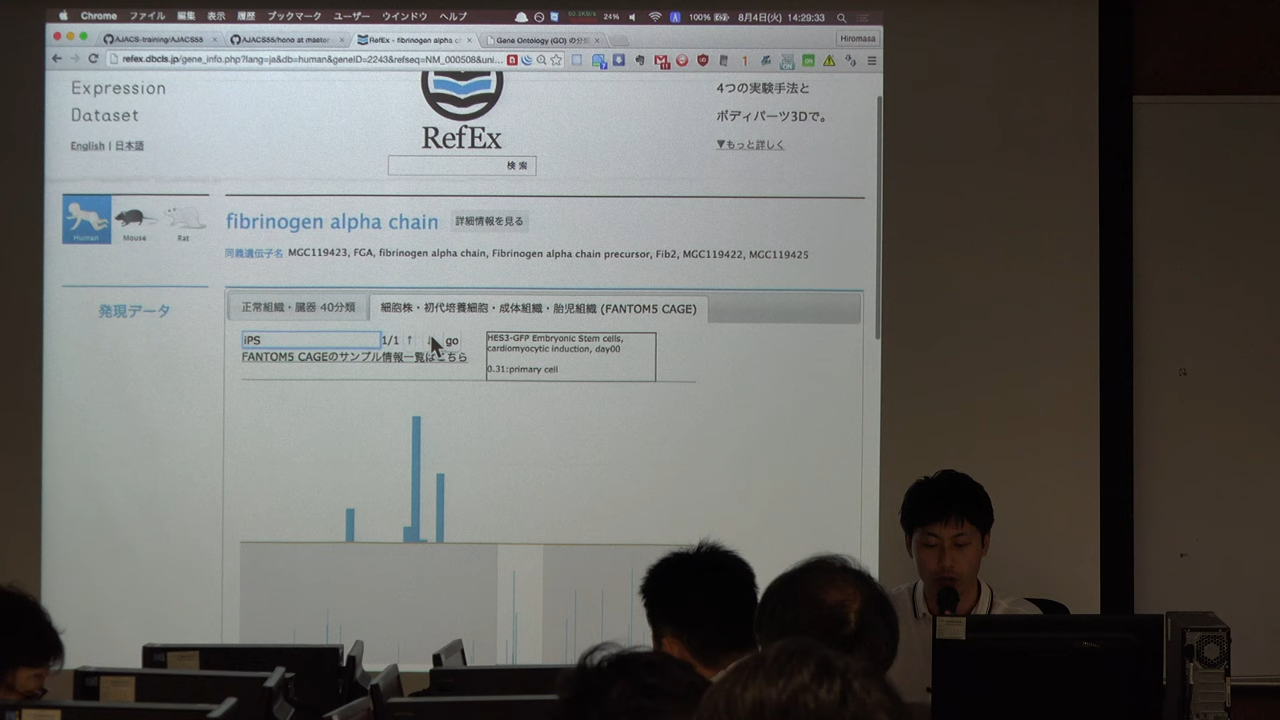 Chrome ファイル 編集 表示 履歴 ブックマーク ユーザー ウインドウ ヘルプ 24% 100% 8月4日(火) 14:29:33
AJACS-training/AJACS55 AJACS55/hono at master RefEx - fibrinogen alpha c Gene Ontology (GO) の分 Hiromasa
refex.dbcls.jp/gene_info.php?lang=ja&db=human&geneID=2243&refseq=NM_000508&uni...
Expression
Dataset
English | 日本語
RefEx
検索
4つの実験手法と
ボディパーツ3Dで。
▼もっと詳しく
Human Mouse Rat
fibrinogen alpha chain 詳細情報を見る
同義遺伝子名 MGC119423, FGA, fibrinogen alpha chain, Fibrinogen alpha chain precursor, Fib2, MGC119422, MGC119425
発現データ
正常組織・臓器 40分類 細胞株・初代培養細胞・成体組織・胎児組織 (FANTOM5 CAGE)
iPS 1/1 ↑ ↓ go
FANTOM5 CAGEのサンプル情報一覧はこちら
HES3-GFP Embryonic Stem cells,
cardiomyocytic induction, day00
0.31:primary cell